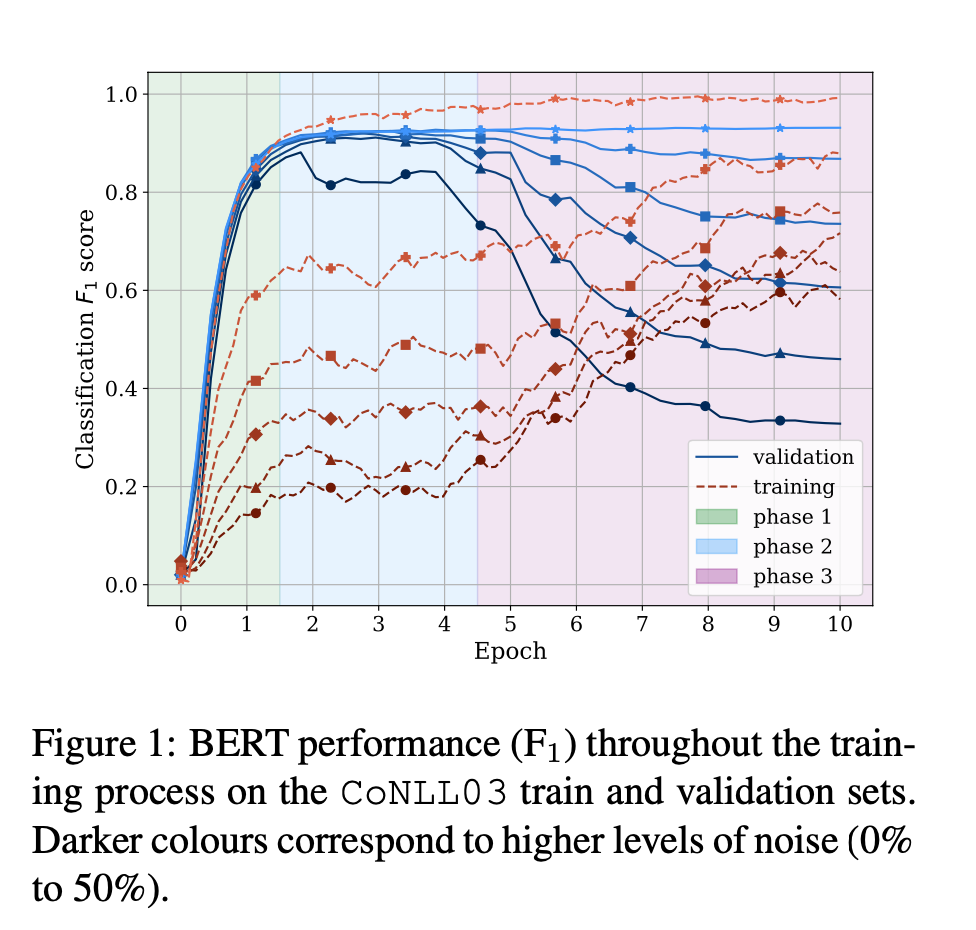 1.0
0.8
0.6
0.4
0.2
0.0
Classification F₁ score
0 1 2 3 4 5 6 7 8 9 10
Epoch
validation
training
phase 1
phase 2
phase 3
Figure 1: BERT performance (F₁) throughout the train-
ing process on the CoNLL03 train and validation sets.
Darker colours correspond to higher levels of noise (0%
to 50%).